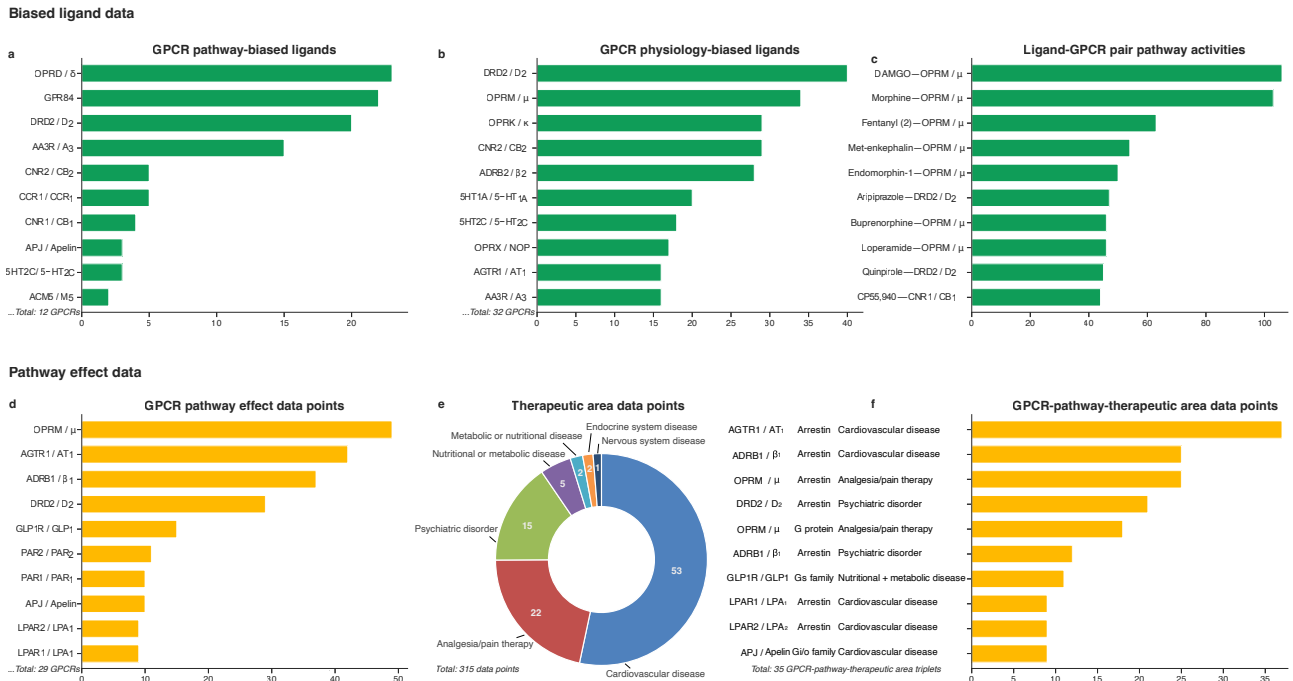 Biased ligand data
a
GPCR pathway-biased ligands
OPRD / δ
GPR84
DRD2 / D2
AA3R / A3
CNR2 / CB2
CCR1 / CCR1
CNR1 / CB1
APJ / Apelin
5HT2C/ 5−HT2C
ACM5 / M5
...Total: 12 GPCRs
0 5 10 15 20
b
GPCR physiology-biased ligands
DRD2 / D2
OPRM / μ
OPRK / κ
CNR2 / CB2
ADRB2 / β2
5HT1A / 5−HT1A
5HT2C / 5−HT2C
OPRX / NOP
AGTR1 / AT1
AA3R / A3
...Total: 32 GPCRs
0 5 10 15 20 25 30 35 40
c
Ligand-GPCR pair pathway activities
DAMGO—OPRM / μ
Morphine—OPRM / μ
Fentanyl (2)—OPRM / μ
Met-enkephalin—OPRM / μ
Endomorphin-1—OPRM / μ
Aripiprazole—DRD2 / D2
Buprenorphine—OPRM / μ
Loperamide—OPRM / μ
Quinpirole—DRD2 / D2
CP55,940—CNR1 / CB1
0 20 40 60 80 100
Pathway effect data
d
GPCR pathway effect data points
OPRM / μ
AGTR1 / AT1
ADRB1 / β1
DRD2 / D2
GLP1R / GLP1
PAR2 / PAR2
PAR1 / PAR1
APJ / Apelin
LPAR2 / LPA1
LPAR1 / LPA1
...Total: 29 GPCRs
0 10 20 30 40 50
e
Therapeutic area data points
Endocrine system disease
Metabolic or nutritional disease
Nervous system disease
Nutritional or metabolic disease
Psychiatric disorder
Analgesia/pain therapy
Cardiovascular disease
5 2 2 1
15
53
22
Total: 315 data points
f
GPCR-pathway-therapeutic area data points
AGTR1 / AT1 Arrestin Cardiovascular disease
ADRB1 / β1 Arrestin Cardiovascular disease
OPRM / μ Arrestin Analgesia/pain therapy
DRD2 / D2 Arrestin Psychiatric disorder
OPRM / μ G protein Analgesia/pain therapy
ADRB1 / β1 Arrestin Psychiatric disorder
GLP1R / GLP1 Gs family Nutritional + metabolic disease
LPAR1 / LPA1 Arrestin Cardiovascular disease
LPAR2 / LPA2 Arrestin Cardiovascular disease
APJ / Apelin Gi/o family Cardiovascular disease
Total: 35 GPCR-pathway-therapeutic area triplets
0 5 10 15 20 25 30 35